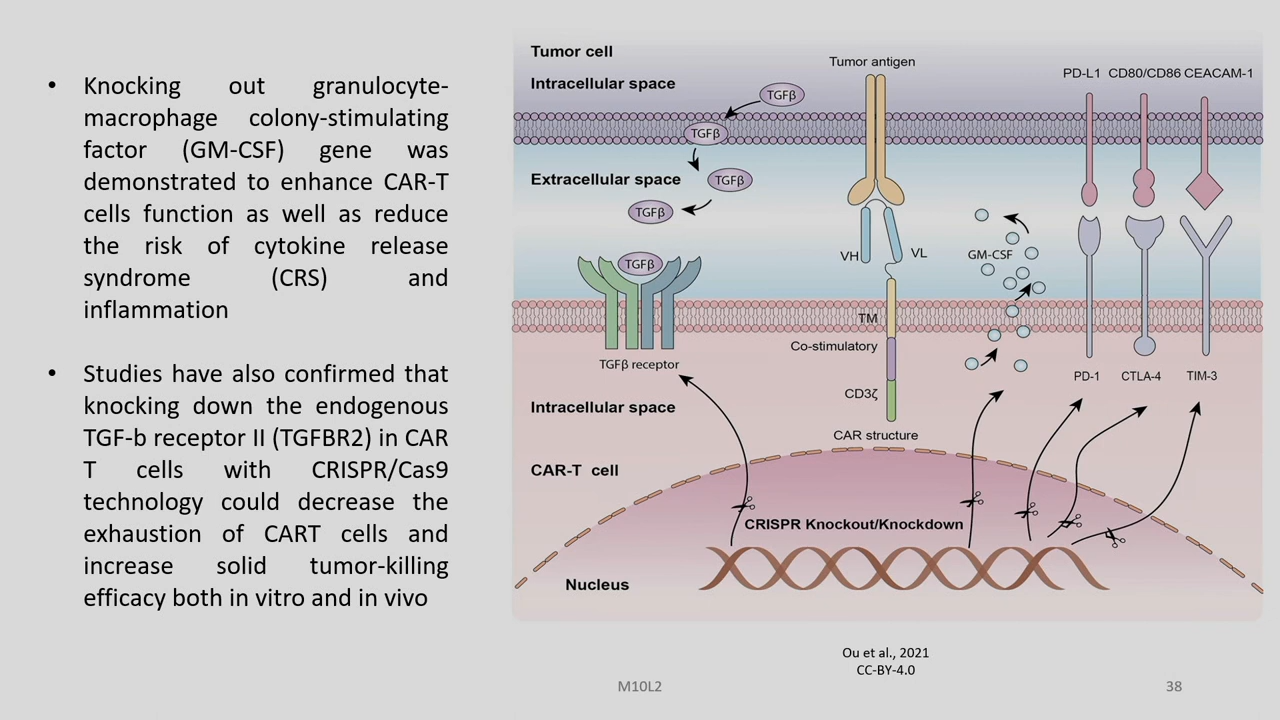 • Knocking out granulocyte-
macrophage colony-stimulating
factor (GM-CSF) gene was
demonstrated to enhance CAR-T
cells function as well as reduce
the risk of cytokine release
syndrome (CRS) and
inflammation
• Studies have also confirmed that
knocking down the endogenous
TGF-b receptor II (TGFBR2) in CAR
T cells with CRISPR/Cas9
technology could decrease the
exhaustion of CART cells and
increase solid tumor-killing
efficacy both in vitro and in vivo
Tumor cell
Intracellular space
Tumor antigen
PD-L1 CD80/CD86 CEACAM-1
TGFβ
TGFβ
Extracellular space
TGFβ
TGFβ
TGFβ
VH
VL
GM-CSF
TM
Co-stimulatory
TGFβ receptor
CD3ζ
PD-1
CTLA-4
TIM-3
Intracellular space
CAR structure
CAR-T cell
CRISPR Knockout/Knockdown
Nucleus
Ou et al., 2021
CC-BY-4.0
M10L2
38